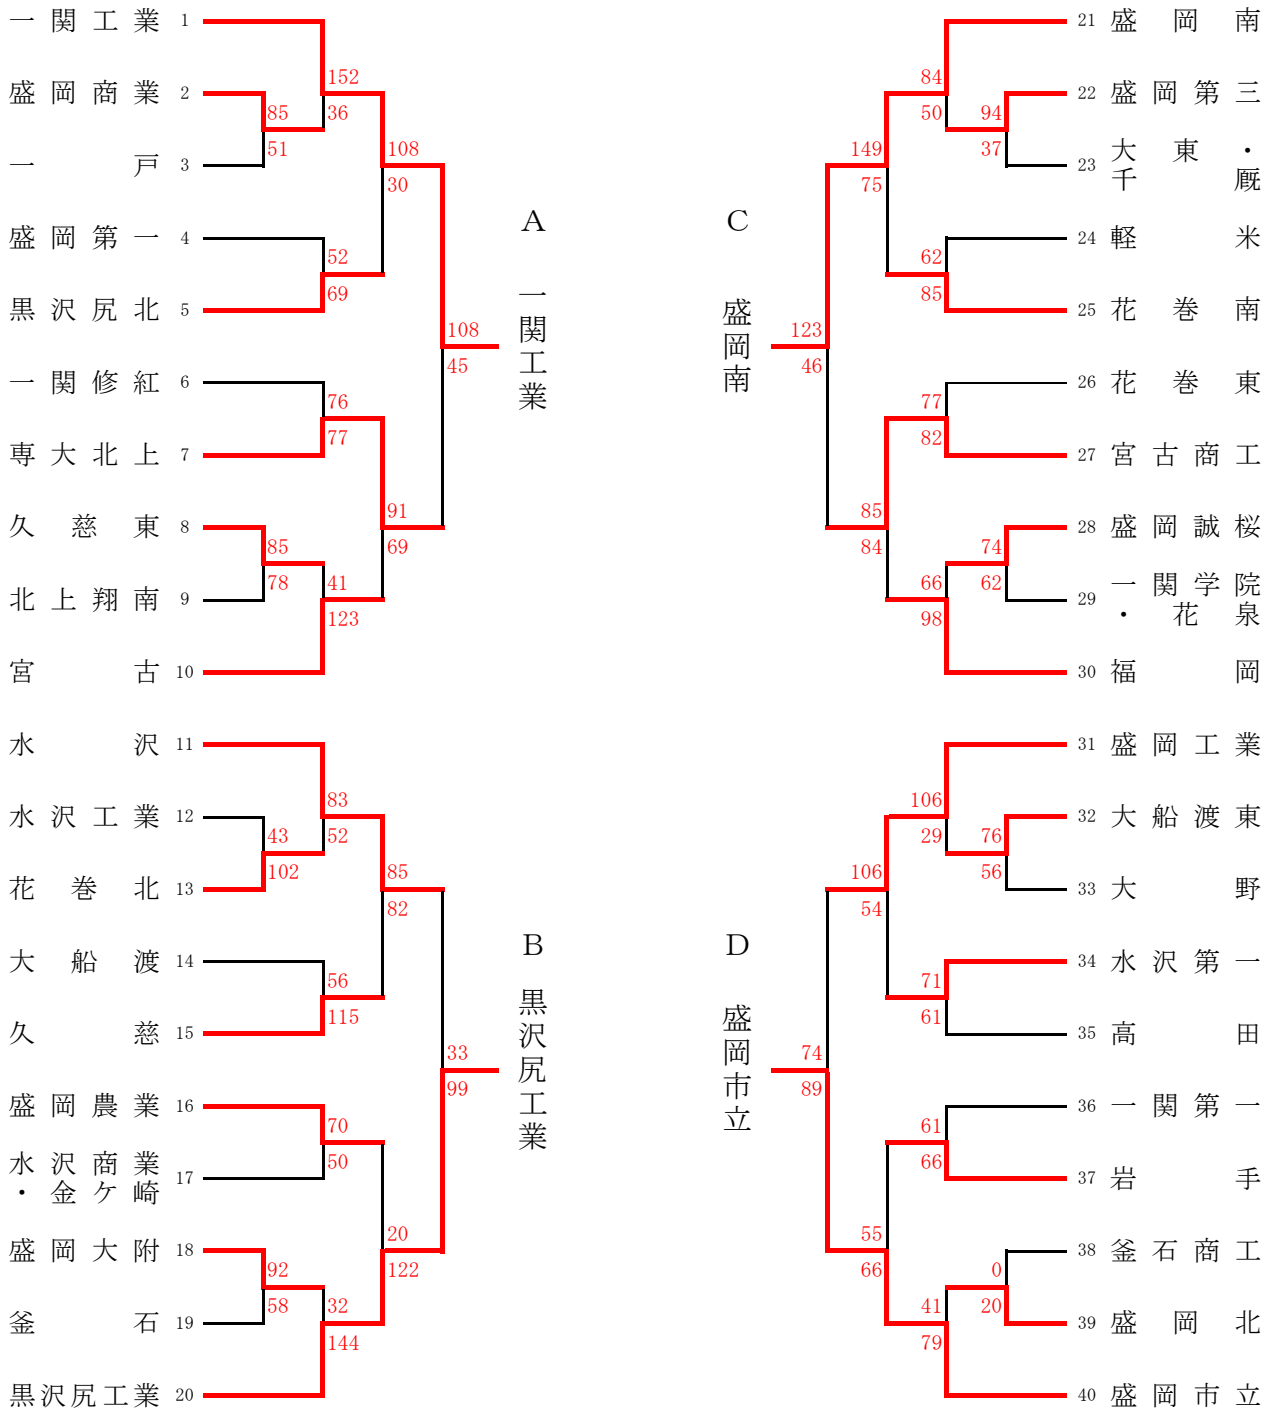 一関工業 1
盛岡商業 2
一戸 3
盛岡第一 4
黒沢尻北 5
一関修紅 6
専大北上 7
久慈東 8
北上翔南 9
宮古 10
152
36
85
51
108
30
52
69
108
45
76
77
91
69
85
78
41
123
A
一関工業
水沢 11
水沢工業 12
花巻北 13
大船渡 14
久慈 15
盛岡農業 16
水沢商業
・金ケ崎 17
盛岡大附 18
釜石 19
黒沢尻工業 20
83
52
43
102
85
82
56
115
33
99
70
50
20
122
92
58
32
144
B
黒沢尻工業
C
盛岡南
21 盛岡南
22 盛岡第三
23 大東・
千厩
24 軽米
25 花巻南
26 花巻東
27 宮古商工
28 盛岡誠桜
29 一関学院
・花泉
30 福岡
84
50
94
37
149
75
62
85
123
46
77
82
85
84
74
62
66
98
D
盛岡市立
31 盛岡工業
32 大船渡東
33 大野
34 水沢第一
35 高田
36 一関第一
37 岩手
38 釜石商工
39 盛岡北
40 盛岡市立
106
29
76
56
106
54
71
61
74
89
61
66
55
66
0
20
41
79